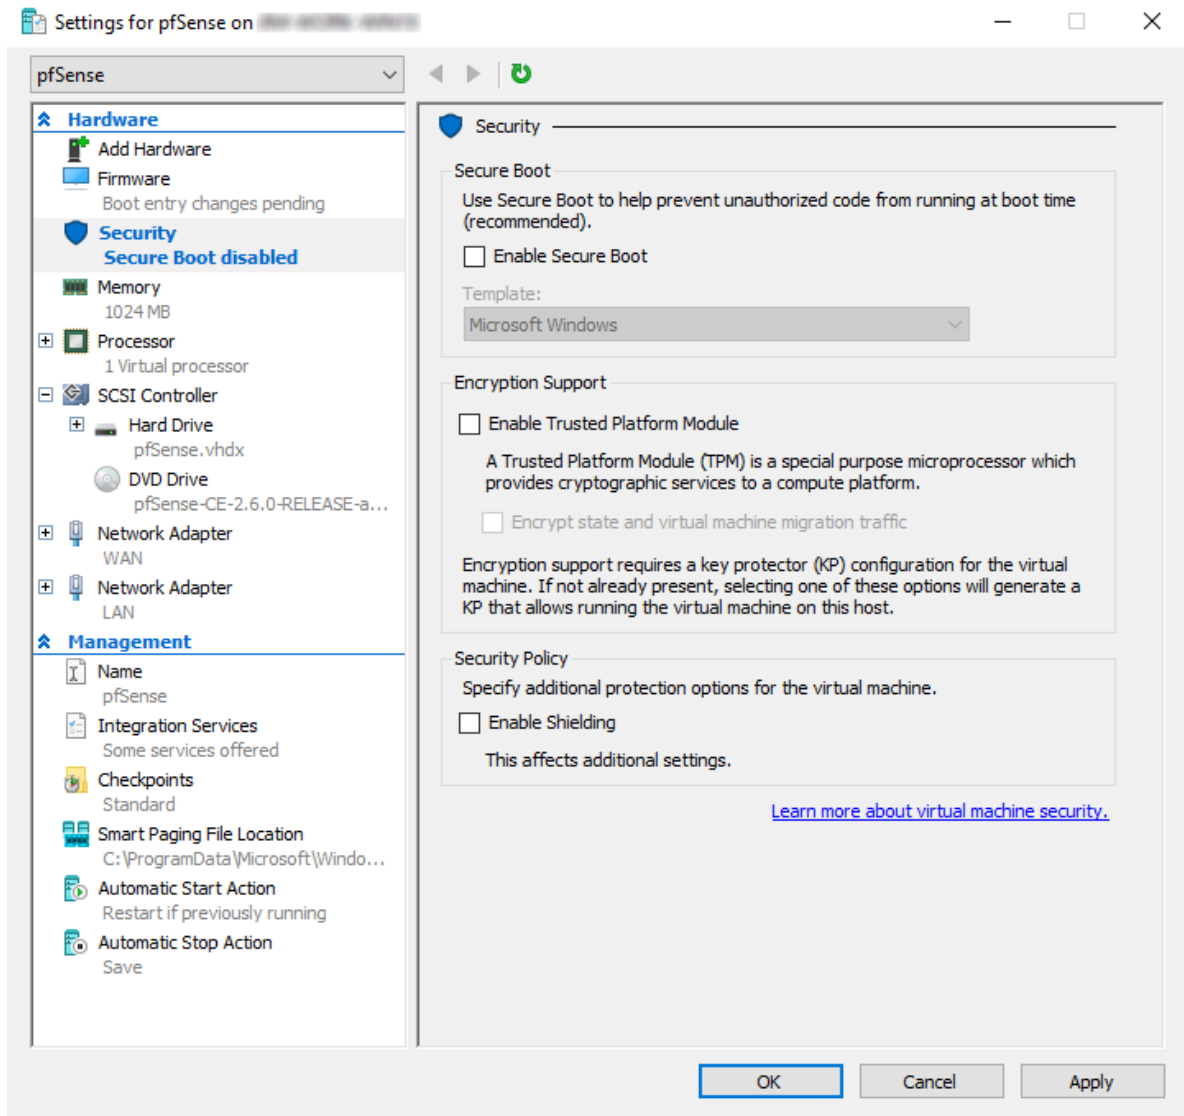 Settings for pfSense on
pfSense
Hardware
Add Hardware
Firmware
Boot entry changes pending
Security
Secure Boot disabled
Memory
1024 MB
Processor
1 Virtual processor
SCSI Controller
Hard Drive
pfSense.vhdx
DVD Drive
pfSense-CE-2.6.0-RELEASE-a...
Network Adapter
WAN
Network Adapter
LAN
Management
Name
pfSense
Integration Services
Some services offered
Checkpoints
Standard
Smart Paging File Location
C:\ProgramData\Microsoft\Windo...
Automatic Start Action
Restart if previously running
Automatic Stop Action
Save
Security
Secure Boot
Use Secure Boot to help prevent unauthorized code from running at boot time
(recommended).
Enable Secure Boot
Template:
Microsoft Windows
Encryption Support
Enable Trusted Platform Module
A Trusted Platform Module (TPM) is a special purpose microprocessor which
provides cryptographic services to a compute platform.
Encrypt state and virtual machine migration traffic
Encryption support requires a key protector (KP) configuration for the virtual
machine. If not already present, selecting one of these options will generate a
KP that allows running the virtual machine on this host.
Security Policy
Specify additional protection options for the virtual machine.
Enable Shielding
This affects additional settings.
Learn more about virtual machine security.
OK
Cancel
Apply